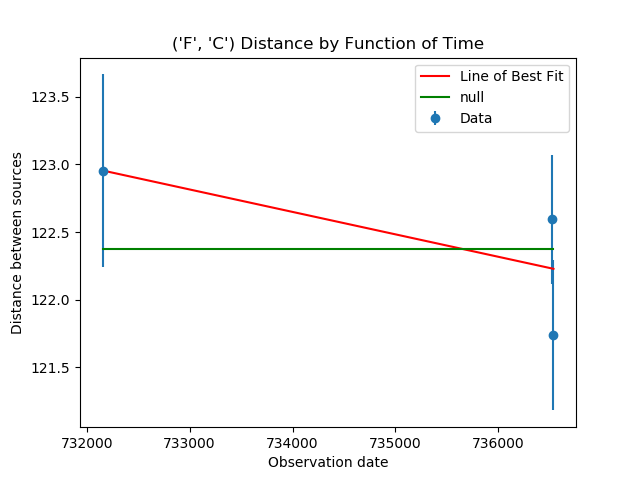 ('F', 'C') Distance by Function of Time
Line of Best Fit
null
Data
Distance between sources
123.5
123.0
122.5
122.0
121.5
732000 733000 734000 735000 736000
Observation date